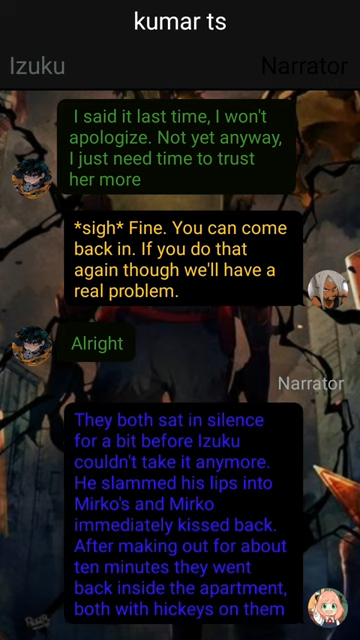 kumar ts
Izuku
Narrator
I said it last time, I won't
apologize. Not yet anyway,
I just need time to trust
her more
*sigh* Fine. You can come
back in. If you do that
again though we'll have a
real problem.
Alright
Narrator
They both sat in silence
for a bit before Izuku
couldn't take it anymore.
He slammed his lips into
Mirko's and Mirko
immediately kissed back.
After making out for about
ten minutes they went
back inside the apartment,
both with hickeys on them